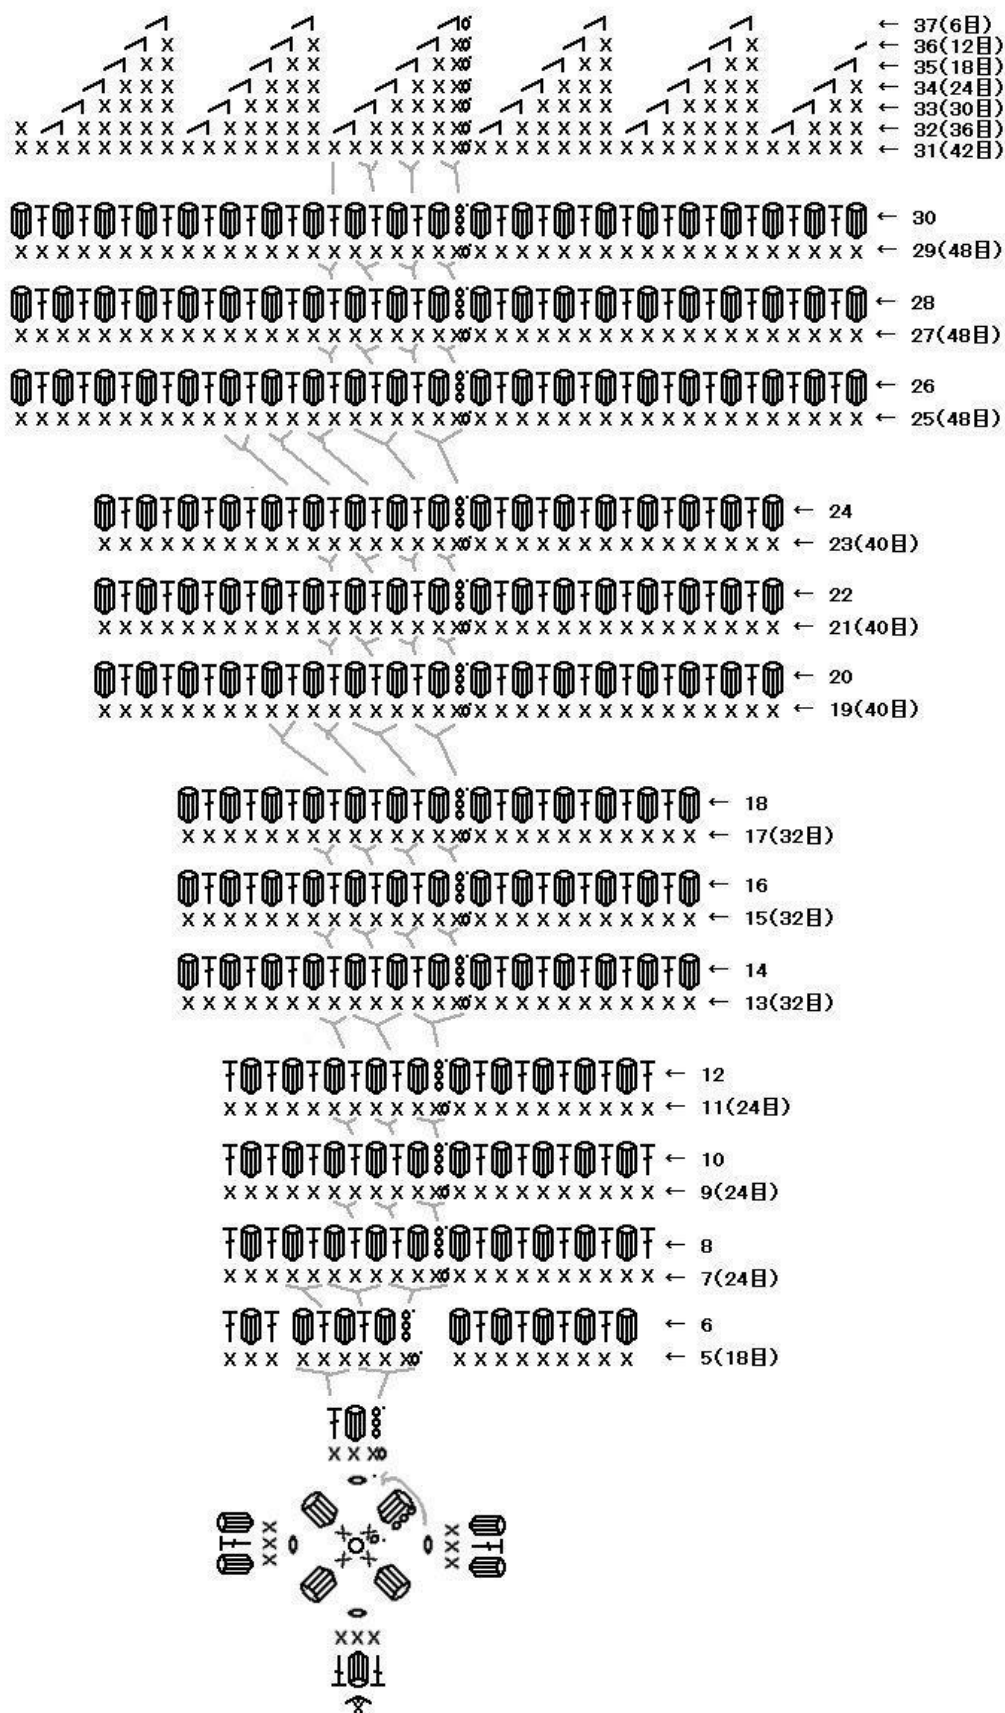 ← 37(6目)
← 36(12目)
← 35(18目)
← 34(24目)
← 33(30目)
← 32(36目)
← 31(42目)
← 30
← 29(48目)
← 28
← 27(48目)
← 26
← 25(48目)
← 24
← 23(40目)
← 22
← 21(40目)
← 20
← 19(40目)
← 18
← 17(32目)
← 16
← 15(32目)
← 14
← 13(32目)
← 12
← 11(24目)
← 10
← 9(24目)
← 8
← 7(24目)
← 6
← 5(18目)